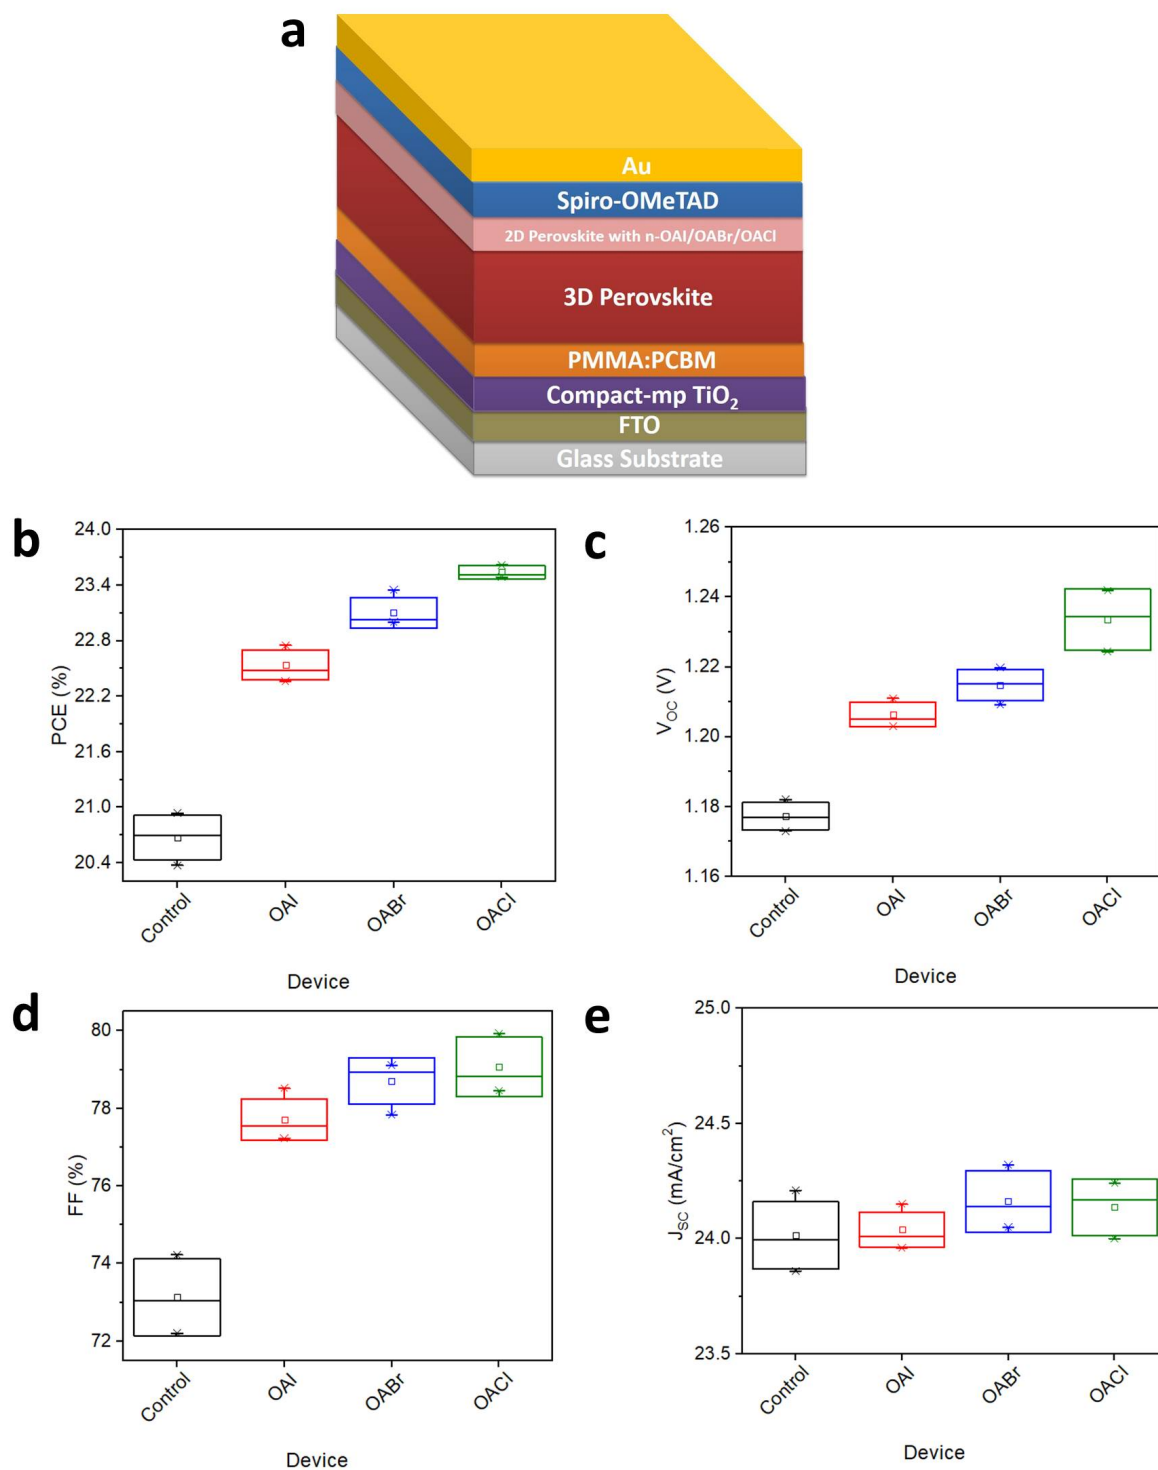 a
Au
Spiro-OMeTAD
2D Perovskite with n-OAI/OABr/OACl
3D Perovskite
PMMA:PCBM
Compact-mp TiO₂
FTO
Glass Substrate
b
24.0
23.4
22.8
22.2
21.6
21.0
20.4
PCE (%)
Control
OAI
OABr
OACl
Device
c
1.26
1.24
1.22
1.20
1.18
1.16
V_OC (V)
Control
OAI
OABr
OACl
Device
d
80
78
76
74
72
FF (%)
Control
OAI
OABr
OACl
Device
e
25.0
24.5
24.0
23.5
J_SC (mA/cm²)
Control
OAI
OABr
OACl
Device